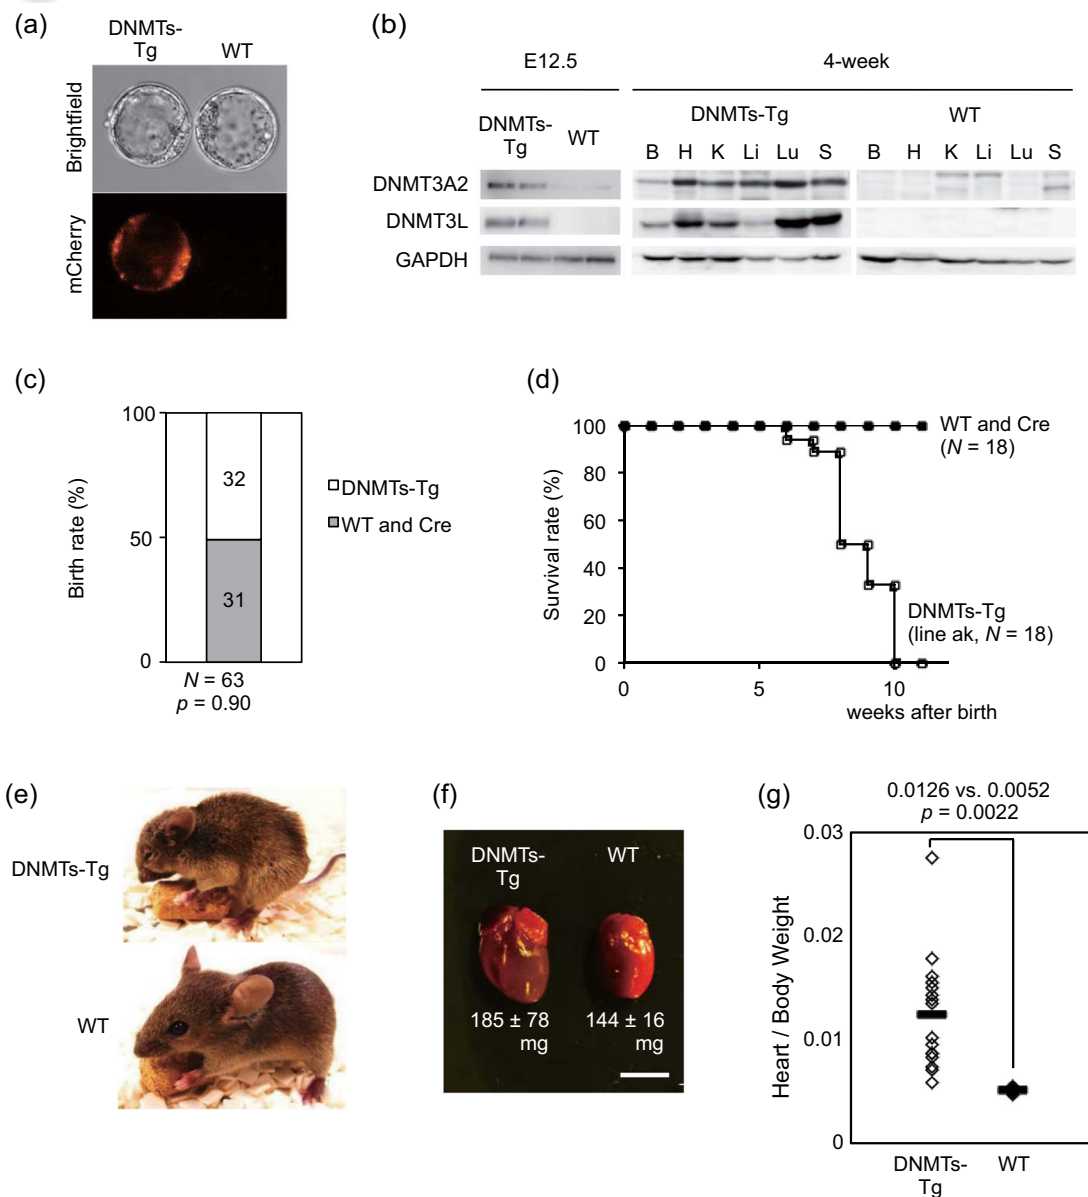 (a)
DNMTs-
Tg
WT
Brightfield
mCherry
(b)
E12.5
4-week
DNMTs-
Tg
WT
DNMTs-Tg
WT
B H K Li Lu S
B H K Li Lu S
DNMT3A2
DNMT3L
GAPDH
(c)
100
50
0
Birth rate (%)
32
31
DNMTs-Tg
WT and Cre
N = 63
p = 0.90
(d)
100
80
60
40
20
0
Survival rate (%)
0 5 10
weeks after birth
WT and Cre
(N = 18)
DNMTs-Tg
(line ak, N = 18)
(e)
DNMTs-Tg
WT
(f)
DNMTs-
Tg
WT
185 ± 78
mg
144 ± 16
mg
(g)
0.0126 vs. 0.0052
p = 0.0022
0.03
0.02
0.01
0
Heart / Body Weight
DNMTs-
Tg
WT